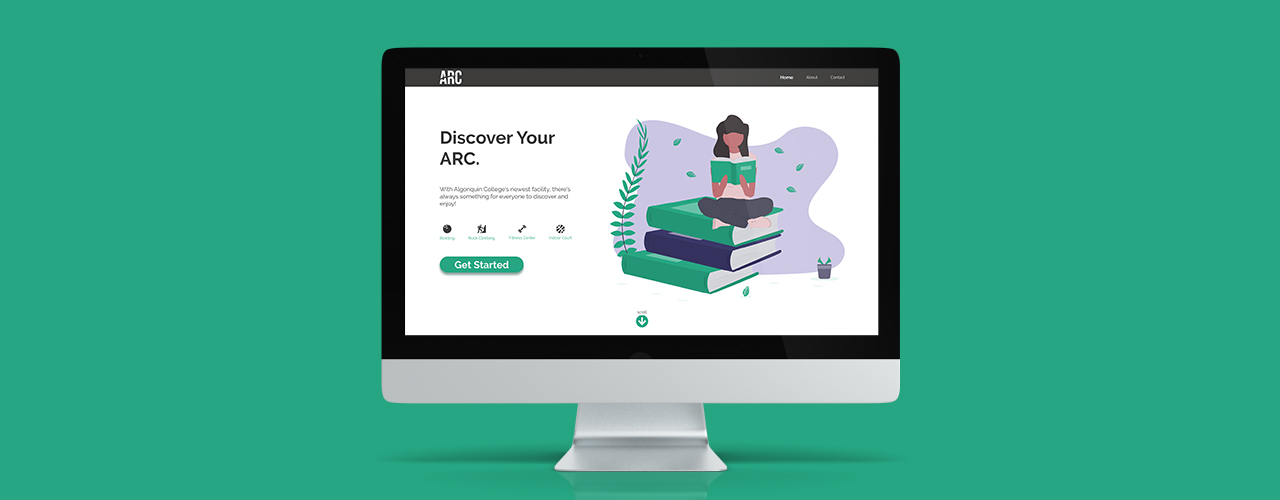 ARC
Home About Contact
Discover Your
ARC.
With Algonquin College's newest facility, there's
always something for everyone to discover and
enjoy!
Bowling Rock Climbing Fitness Center Indoor Court
Get Started
Scroll